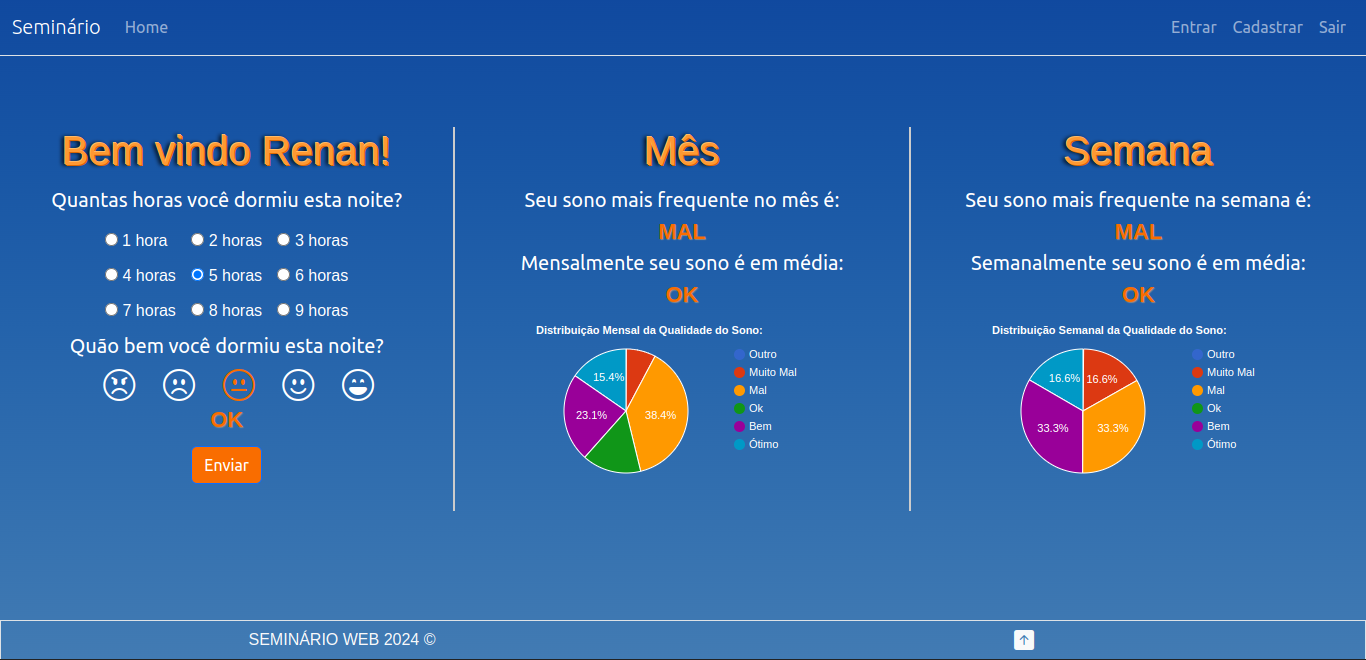 Seminário Home Entrar Cadastrar Sair
Bem vindo Renan!
Quantas horas você dormiu esta noite?
1 hora 2 horas 3 horas
4 horas 5 horas 6 horas
7 horas 8 horas 9 horas
Quão bem você dormiu esta noite?
OK
Enviar
Mês
Seu sono mais frequente no mês é:
MAL
Mensalmente seu sono é em média:
OK
Distribuição Mensal da Qualidade do Sono:
15.4%
38.4%
23.1%
Outro
Muito Mal
Mal
Ok
Bem
Ótimo
Semana
Seu sono mais frequente na semana é:
MAL
Semanalmente seu sono é em média:
OK
Distribuição Semanal da Qualidade do Sono:
16.6% 16.6%
33.3% 33.3%
Outro
Muito Mal
Mal
Ok
Bem
Ótimo
SEMINÁRIO WEB 2024 ©